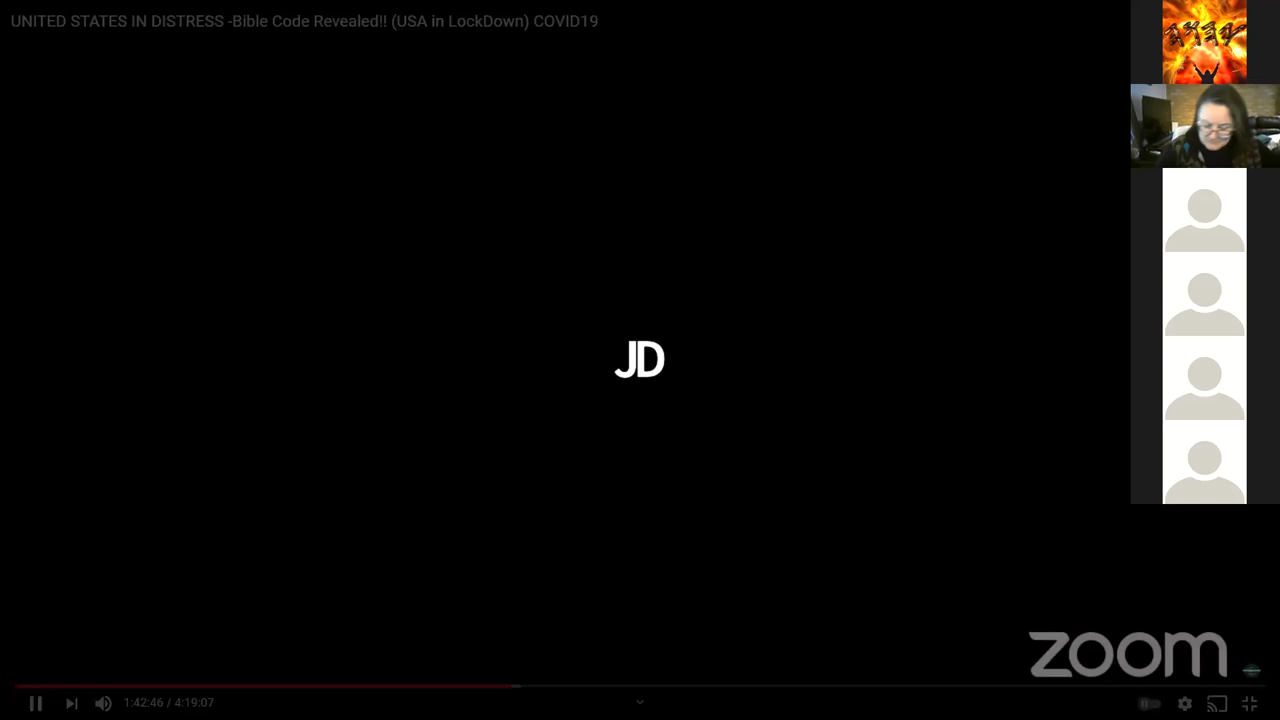 UNITED STATES IN DISTRESS -Bible Code Revealed!! (USA in LockDown) COVID19
JD
zoom
1:42:46 / 4:19:07